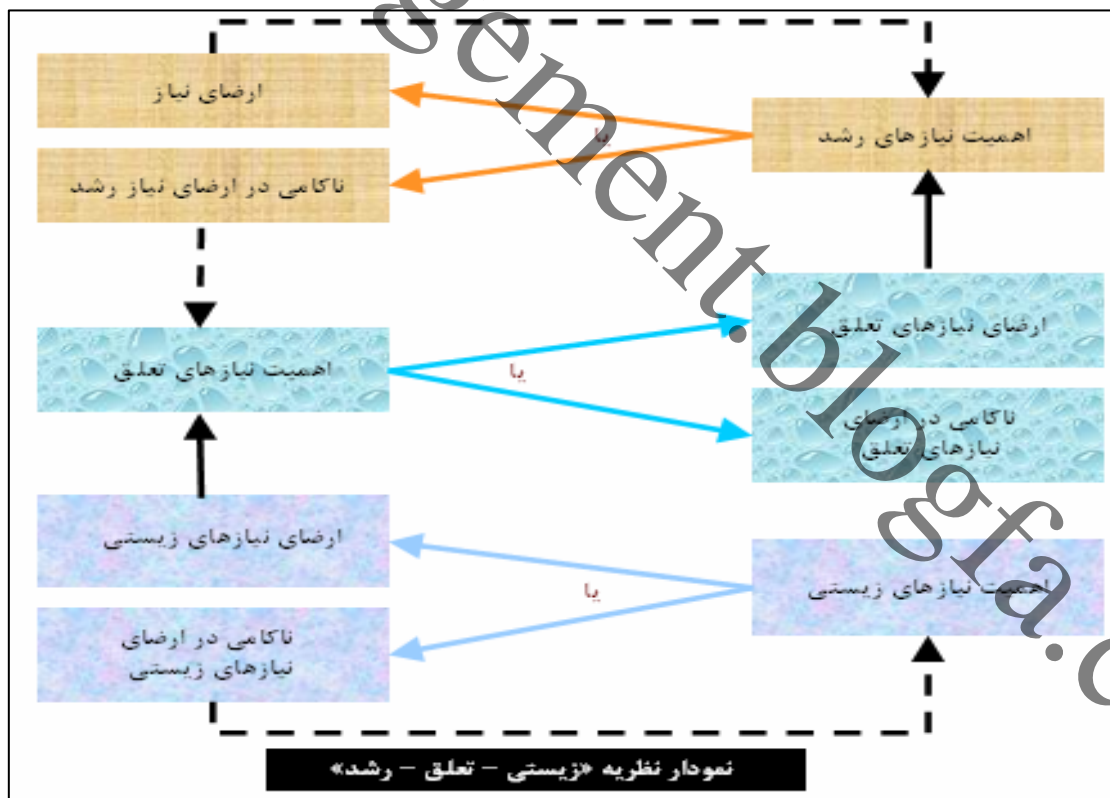 ارضای نیاز
اهمیت نیازهای رشد
یا
ناکامی در ارضای نیاز رشد
ارضای نیازهای تعلق
اهمیت نیازهای تعلق
یا
ناکامی در ارضای
نیازهای تعلق
ارضای نیازهای زیستی
اهمیت نیازهای زیستی
یا
ناکامی در ارضای
نیازهای زیستی
نمودار نظریه «زیستی – تعلق – رشد»
gement.blogfa.c